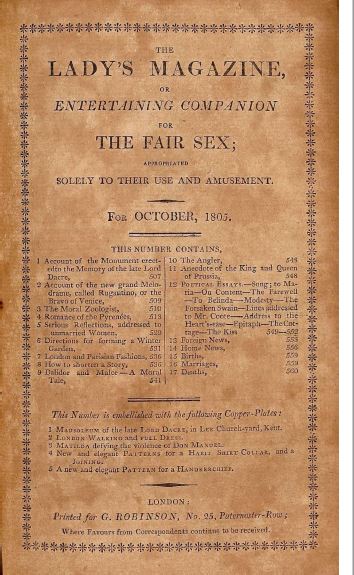 THE
LADY'S MAGAZINE,
OR
ENTERTAINING COMPANION
FOR
THE FAIR SEX;
APPROPRIATED
SOLELY TO THEIR USE AND AMUSEMENT.
FOR OCTOBER, 1805.
THIS NUMBER CONTAINS,
1 Account of the Monument erect-
ed to the Memory of the late Lord
Dacre, 507
2 Account of the new grand Melo-
drame, called Rugantino, or the
Bravo of Venice, 509
3 The Moral Zoologist, 510
4 Romance of the Pyrenees, 513
5 Serious Reflections, addressed to
unmarried Women, 529
6 Directions for forming a Winter
Garden, 531
7 London and Parisian Fashions, 536
8 How to shorten a Story, 536
9 and — A Moral
Tale, 541
10 The Angler, 548
11 Anecdote of the King and Queen
of Prussia, 548
12 POETICAL ESSAYS.—Song; to Ma-
ria—On Content—The Farewell
—To Belinda—Modesty—The
Forsaken Swain—Lines addressed
to Mr. —Address to the
Heart's-ease—Epitaph—The Cot-
tage—The Kiss 549—552
13 Foreign News, 553
14 Home News, 556
15 Births, 559
16 Marriages, 559
17 Deaths, 560
This Number is embellished with the following Copper-Plates:
1 MAUSOLEUM of the late LORD DACRE, in LEE Church-yard, Kent.
2 LONDON WALKING and FULL DRESS.
3 MATILDA defying the violence of DON MANUEL.
4 New and elegant PATTERNS for a HABIT SHIRT COLLAR, and a
JOINING.
5 A new and elegant PATTERN for a HANDKERCHIEF.
LONDON:
Printed for G. ROBINSON, No. 25, Paternoster-Row;
Where Favours from Correspondents continue to be received.